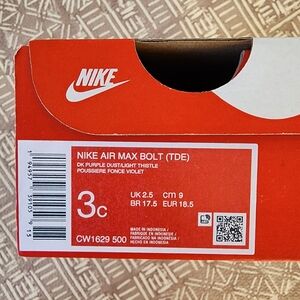 NIKE
NIKE AIR MAX BOLT (TDE)
DK PURPLE DUST/LIGHT THISTLE
POUSSIERE FONCE VIOLET
3C
UK 2.5 cm 9
BR 17.5 EUR 18.5
CW1629 500
MADE IN INDONESIA /
FABRIQUE EN INDONESIE /
FABRICADO NA INDONESIA /
HECHO EN INDONESIA